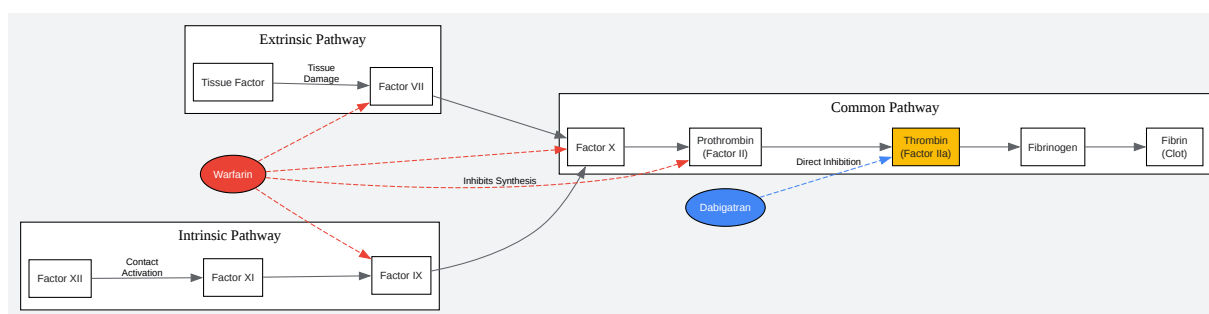 Extrinsic Pathway
Tissue Factor
Tissue
Damage
Factor VII
Common Pathway
Factor X
Prothrombin
(Factor II)
Thrombin
(Factor IIa)
Fibrinogen
Fibrin
(Clot)
Direct Inhibition
Warfarin
Inhibits Synthesis
Dabigatran
Intrinsic Pathway
Factor XII
Contact
Activation
Factor XI
Factor IX